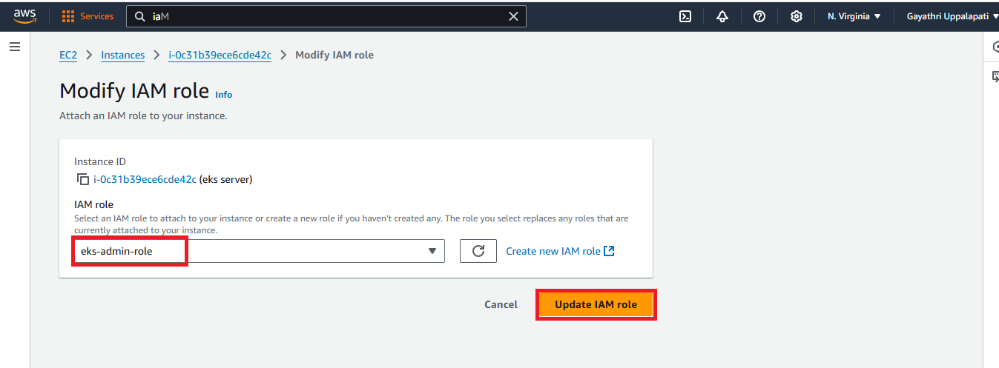 aws
Services
iaM
N. Virginia
Gayathri Uppalapati
EC2 > Instances > i-0c31b39ece6cde42c > Modify IAM role
Modify IAM role Info
Attach an IAM role to your instance.
Instance ID
i-0c31b39ece6cde42c (eks server)
IAM role
Select an IAM role to attach to your instance or create a new role if you haven't created any. The role you select replaces any roles that are
currently attached to your instance.
eks-admin-role
Create new IAM role
Cancel
Update IAM role